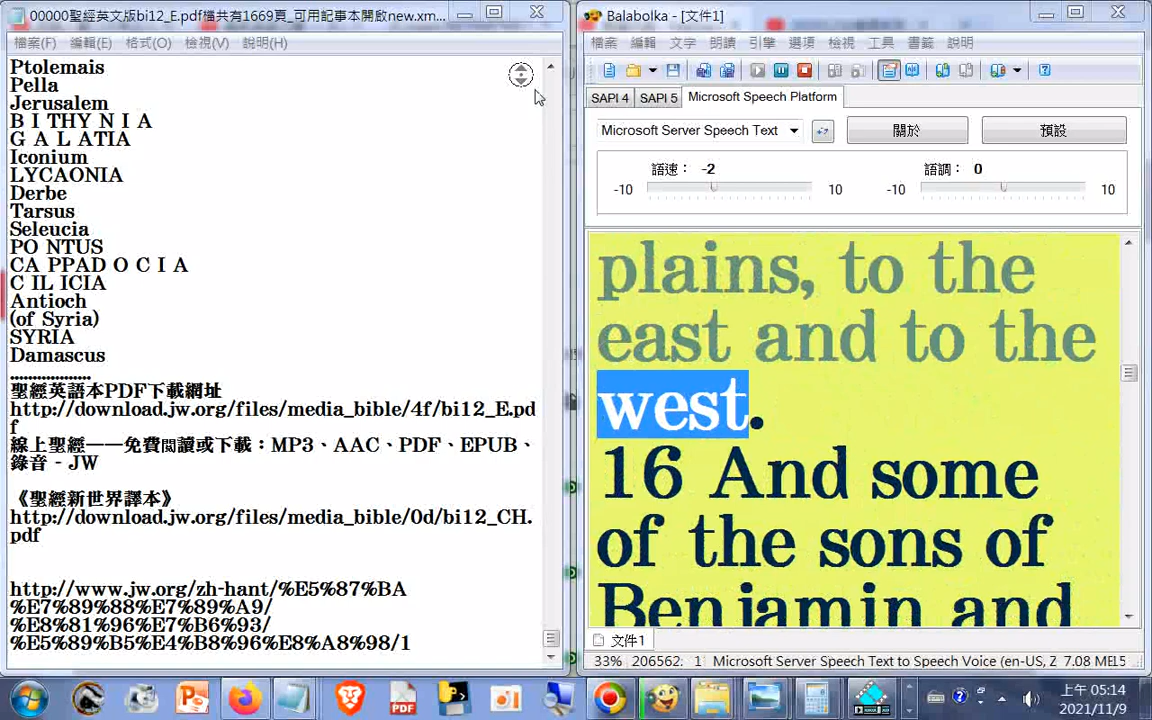 00000聖經英文版bi12_E.pdf檔共有1669頁_可用記事本開啟new.xm...
檔案(F) 編輯(E) 格式(O) 檢視(V) 說明(H)
Ptolemais
Pella
Jerusalem
B I THY N I A
G A L ATIA
Iconium
LYCAONIA
Derbe
Tarsus
Seleucia
PO NTUS
CA PPAD O C I A
C IL ICIA
Antioch
(of Syria)
SYRIA
Damascus
..................
聖經英語本PDF下載網址
http://download.jw.org/files/media_bible/4f/bi12_E.pd
f
線上聖經——免費閱讀或下載：MP3、AAC、PDF、EPUB、
錄音 - JW
《聖經新世界譯本》
http://download.jw.org/files/media_bible/0d/bi12_CH.
pdf
http://www.jw.org/zh-hant/%E5%87%BA
%E7%89%88%E7%89%A9/
%E8%81%96%E7%B6%93/
%E5%89%B5%E4%B8%96%E8%A8%98/1
Balabolka - [文件1]
檔案 編輯 文字 朗讀 引擎 選項 檢視 工具 書籤 說明
SAPI 4 SAPI 5 Microsoft Speech Platform
Microsoft Server Speech Text 關於 預設
語速： -2 語調： 0
-10 10 -10 10
plains, to the
east and to the
west.
16 And some
of the sons of
Benjamin and
文件1
33% 206562: 1 Microsoft Server Speech Text to Speech Voice (en-US, Z 7.08 МЕ15
PDF
上午 05:14
2021/11/9